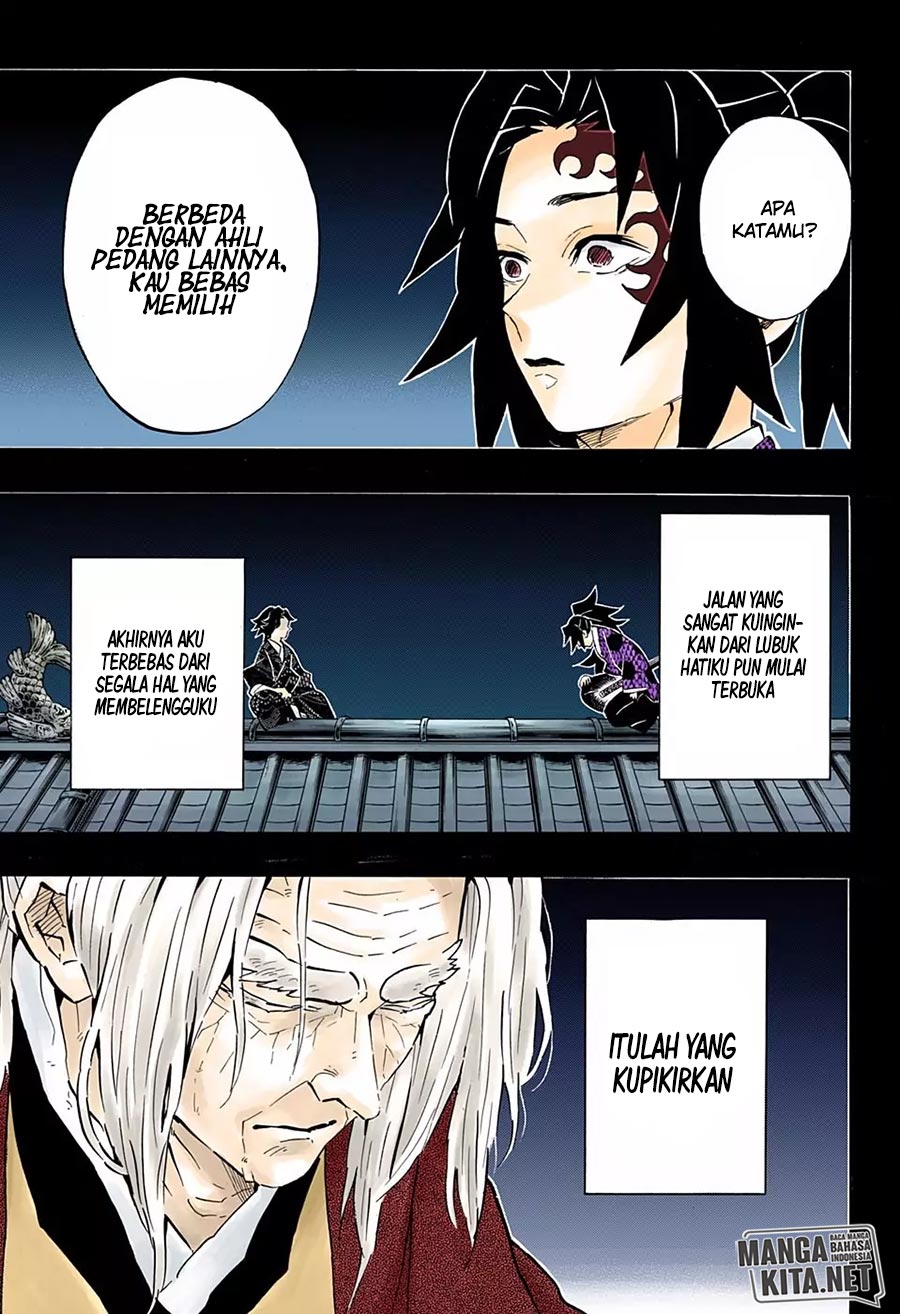 APA
KATAMU?
BERBEDA
DENGAN AHLI
PEDANG LAINNYA,
KAU BEBAS
MEMILIH
JALAN YANG
SANGAT KUINGIN-
KAN DARI LUBUK
HATIKU PUN MULAI
TERBUKA
AKHIRNYA AKU
TERBEBAS DARI
SEGALA HAL YANG
MEMBELENGGU
ITULAH YANG
KUPIKIRKAN
MANGA
BACA MANGA
BAHASA
INDONESIA
KITA.NET